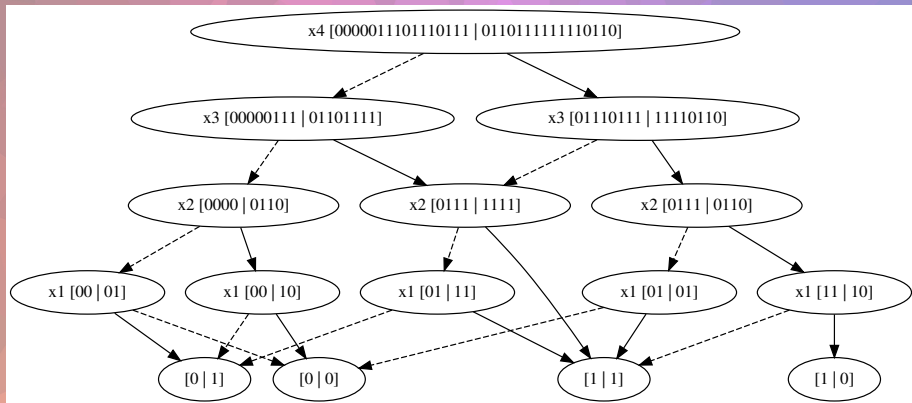 x4 [0000011101110111 | 0110111111110110]
x3 [00000111 | 01101111]
x3 [01110111 | 11110110]
x2 [0000 | 0110]
x2 [0111 | 1111]
x2 [0111 | 0110]
x1 [00 | 01]
x1 [00 | 10]
x1 [01 | 11]
x1 [01 | 01]
x1 [11 | 10]
[0 | 1]
[0 | 0]
[1 | 1]
[1 | 0]